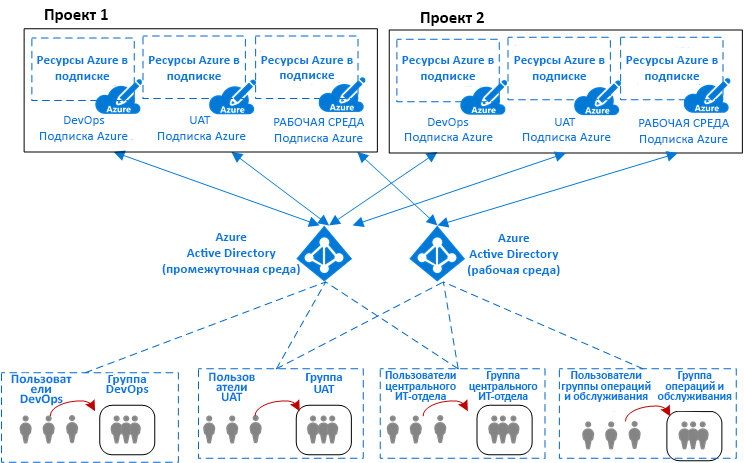 Проект 1
Ресурсы Azure в
подписке
Azure
DevOps
Подписка Azure
Ресурсы Azure в
подписке
Azure
UAT
Подписка Azure
Ресурсы Azure в
подписке
Azure
РАБОЧАЯ СРЕДА
Подписка Azure
Проект 2
Ресурсы Azure в
подписке
Azure
DevOps
Подписка Azure
Ресурсы Azure в
подписке
Azure
UAT
Подписка Azure
Ресурсы Azure в
подписке
Azure
РАБОЧАЯ СРЕДА
Подписка Azure
Azure
Active Directory
(промежуточная среда)
Azure
Active Directory
(рабочая среда)
Пользоват
ели
DevOps
Группа
DevOps
Пользов
атели
UAT
Группа
UAT
Пользователи
центрального
ИТ-отдела
Группа
центрального
ИТ-отдела
Пользователи
группы операций
и обслуживания
Группа
операций и
обслуживания